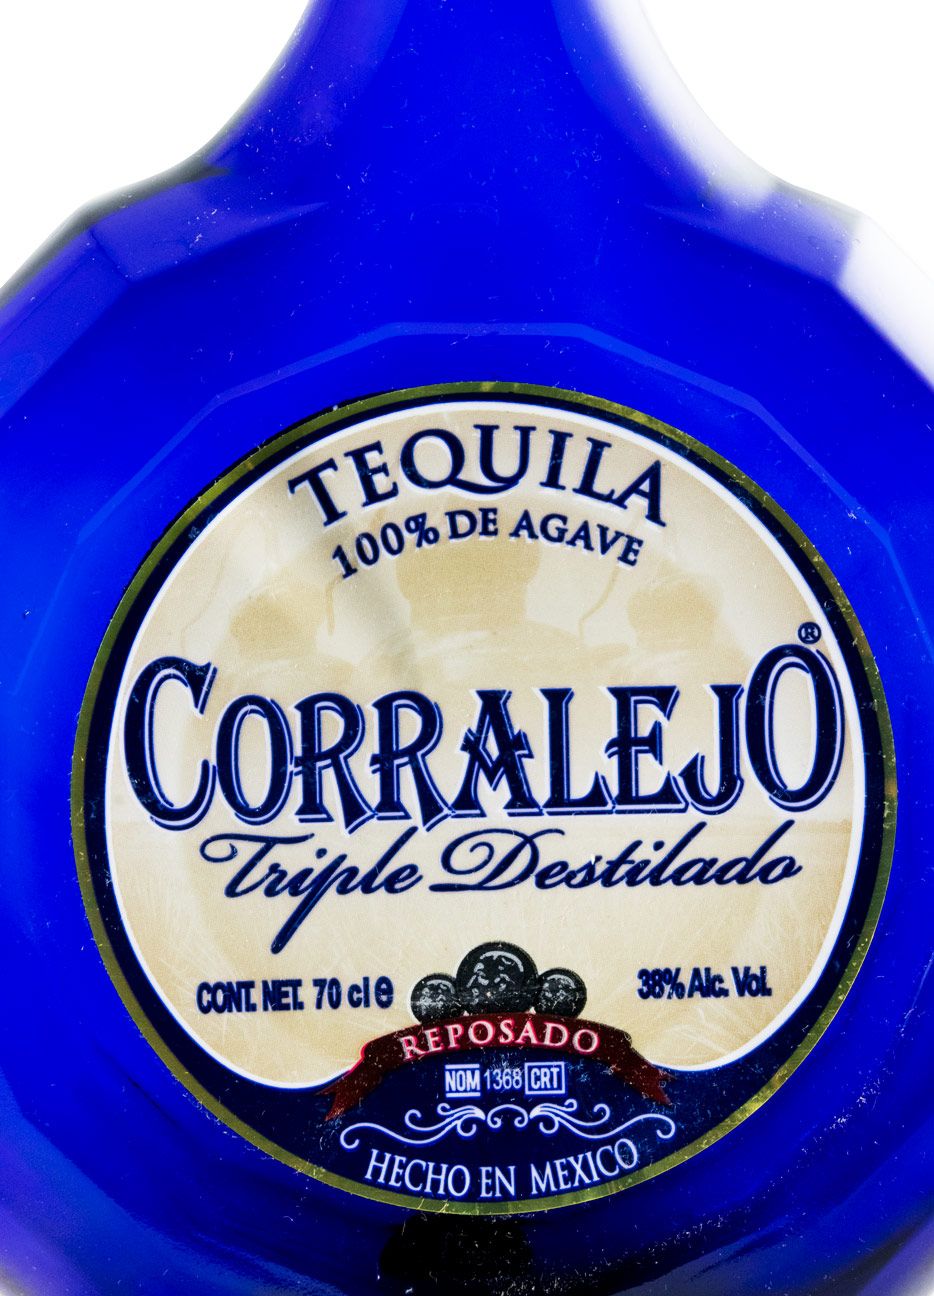 TEQUILA
100% DE AGAVE
CORRALEJO®
Triple Destilado
CONT. NET. 70 cl ℮
38% Alc. Vol.
REPOSADO
NOM 1368 CRT
HECHO EN MEXICO